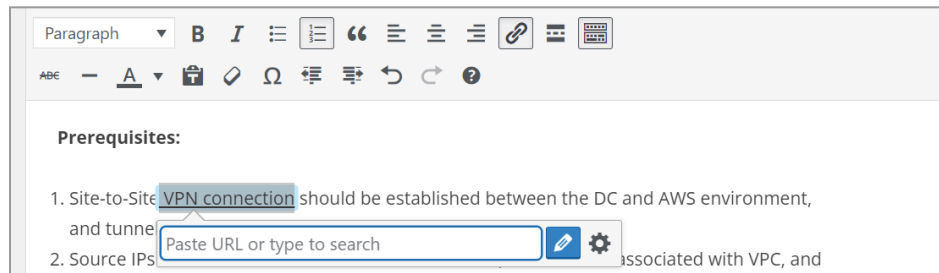 Paragraph B I
ABC A Ω
Prerequisites:
1. Site-to-Site VPN connection should be established between the DC and AWS environment,
and tunne
Paste URL or type to search
2. Source IPs associated with VPC, and